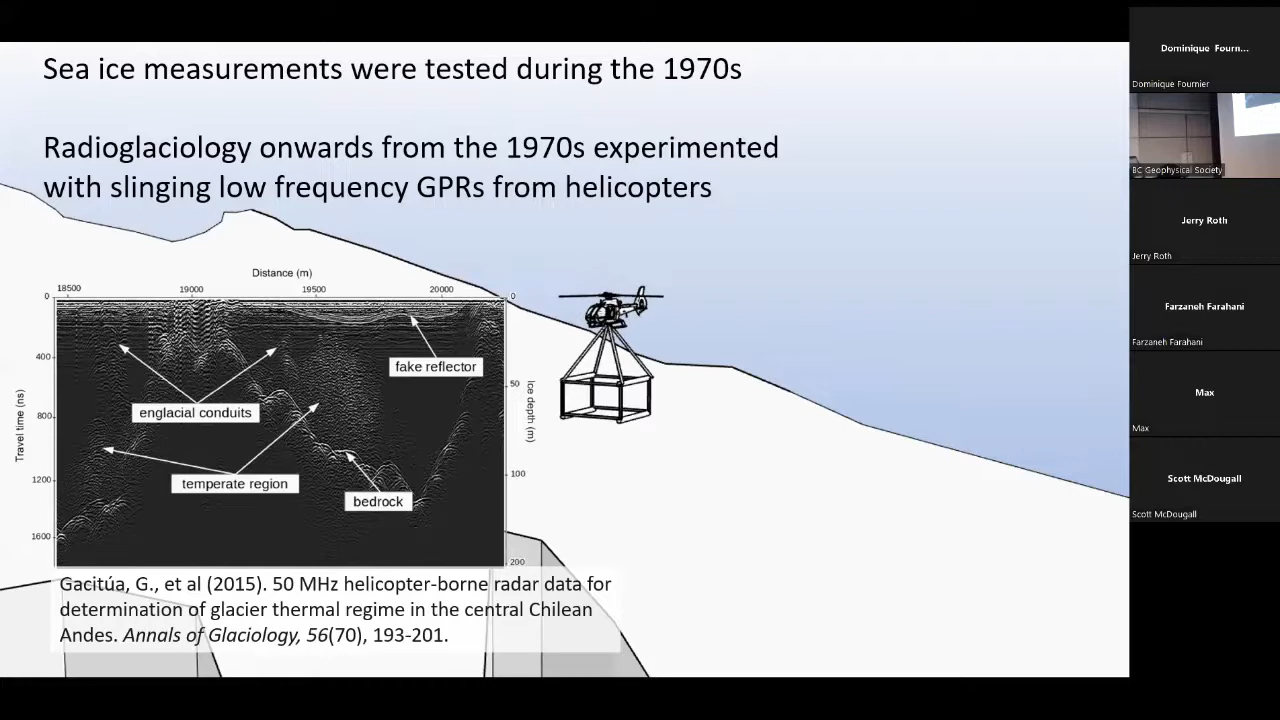 Sea ice measurements were tested during the 1970s
Radioglaciology onwards from the 1970s experimented
with slinging low frequency GPRs from helicopters
Distance (m)
18500 19000 19500 20000
0
400
800
1200
1600
Travel time (ns)
0
50
100
200
Ice depth (m)
fake reflector
englacial conduits
temperate region
bedrock
Gacitúa, G., et al (2015). 50 MHz helicopter-borne radar data for
determination of glacier thermal regime in the central Chilean
Andes. Annals of Glaciology, 56(70), 193-201.
Dominique Fourn...
Dominique Fournier
BC Geophysical Society
Jerry Roth
Jerry Roth
Farzaneh Farahani
Farzaneh Farahani
Max
Max
Scott McDougall
Scott McDougall